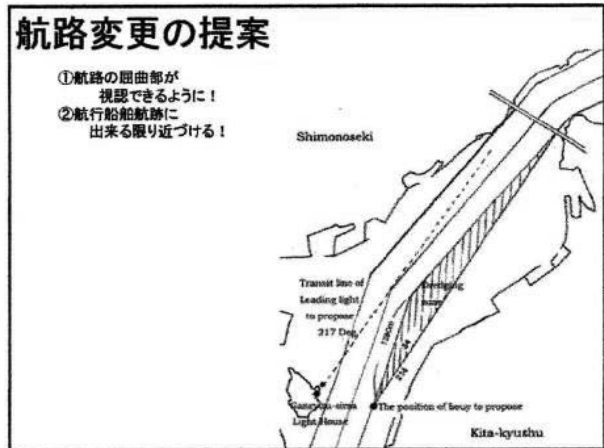 航路変更の提案
①航路の屈曲部が
視認できるように！
②航行船舶航跡に
出来る限り近づける！
Shimonoseki
Transit line of
Leading light
to propose
217 Deg
Dredging
zone
Light House
The position of bouy to propose
Kita-kyushu